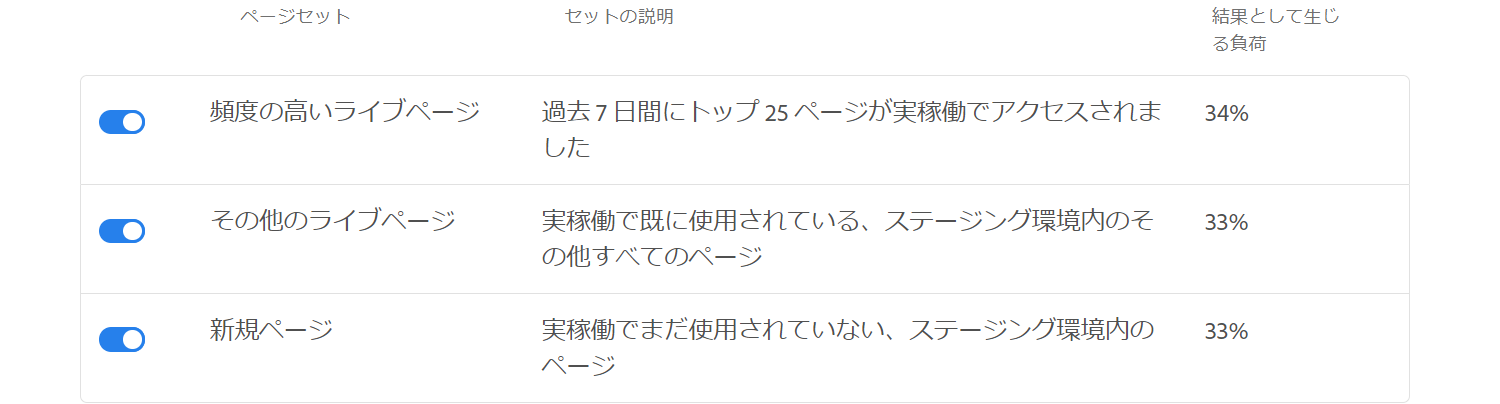 ページセット
セットの説明
結果として生じ
る負荷
頻度の高いライブページ
過去 7 日間にトップ 25 ページが実稼働でアクセスされま
した
34%
その他のライブページ
実稼働で既に使用されている、ステージング環境内のそ
の他すべてのページ
33%
新規ページ
実稼働でまだ使用されていない、ステージング環境内の
ページ
33%